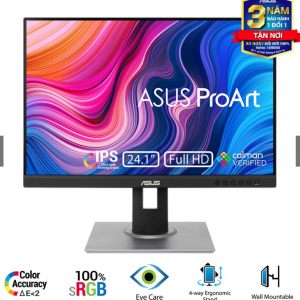 ASUS
3 NĂM
BẢO HÀNH
1 ĐỔI 1
TẬN NƠI
ASUS ProArt
IPS
24.1"
Full HD
calman
VERIFIED
ASUS
Color
Accuracy
ΔE<2
100%
sRGB
Eye Care
4-way Ergonomic
Stand
Wall Mountable